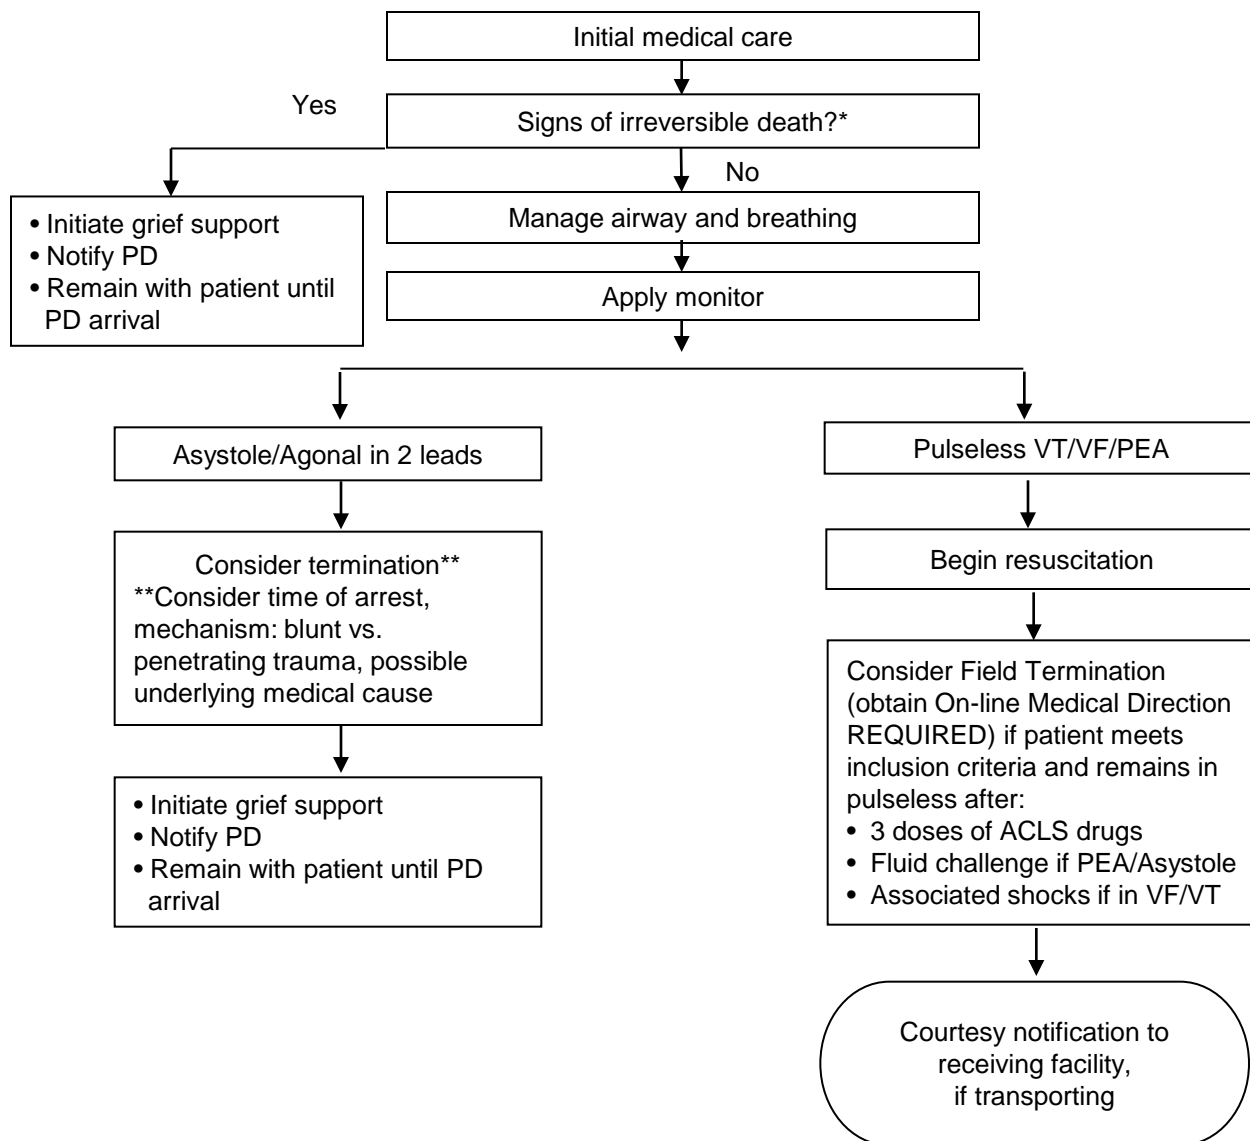 Initial medical care
Yes
Signs of irreversible death?*
No
• Initiate grief support
• Notify PD
• Remain with patient until
PD arrival
Manage airway and breathing
Apply monitor
Asystole/Agonal in 2 leads
Consider termination**
**Consider time of arrest,
mechanism: blunt vs.
penetrating trauma, possible
underlying medical cause
• Initiate grief support
• Notify PD
• Remain with patient until PD
arrival
Pulseless VT/VF/PEA
Begin resuscitation
Consider Field Termination
(obtain On-line Medical Direction
REQUIRED) if patient meets
inclusion criteria and remains in
pulseless after:
• 3 doses of ACLS drugs
• Fluid challenge if PEA/Asystole
• Associated shocks if in VF/VT
Courtesy notification to
receiving facility,
if transporting